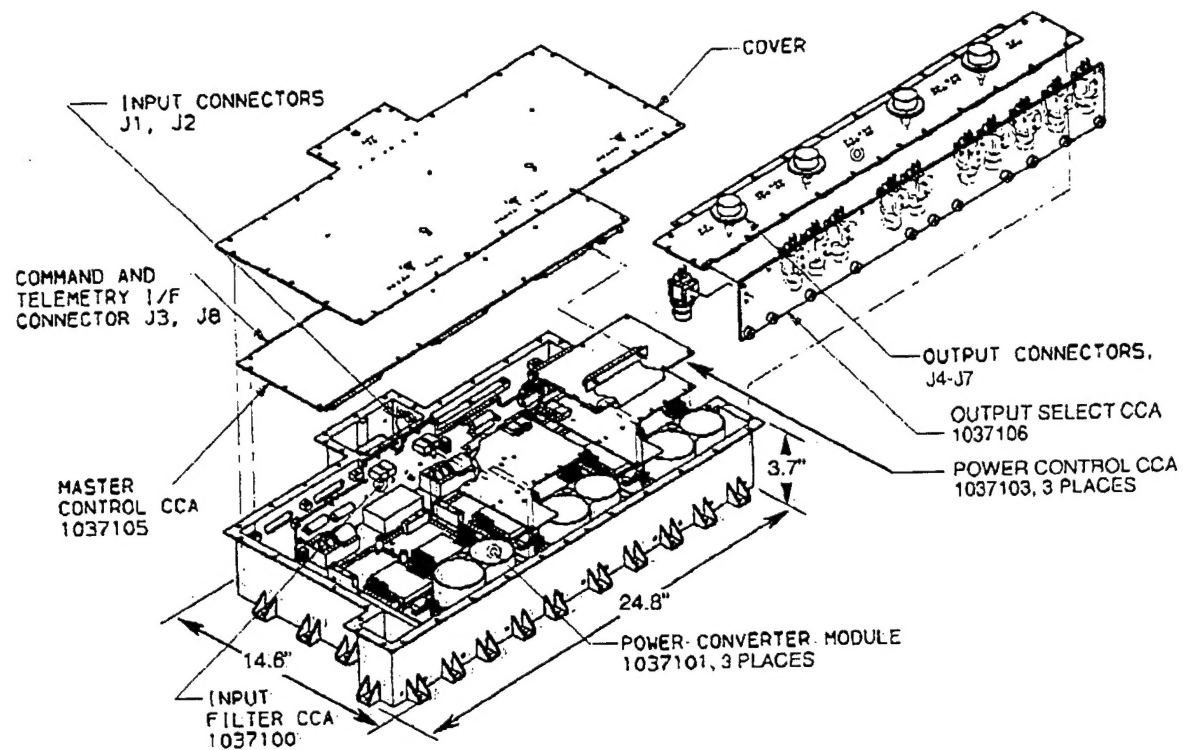 COVER
INPUT CONNECTORS
J1, J2
COMMAND AND
TELEMETRY I/F
CONNECTOR J3, J8
OUTPUT CONNECTORS,
J4-J7
OUTPUT SELECT CCA
1037106
POWER CONTROL CCA
1037103, 3 PLACES
3.7"
MASTER
CONTROL CCA
1037105
24.8"
14.6"
POWER CONVERTER MODULE
1037101, 3 PLACES
INPUT
FILTER CCA
1037100